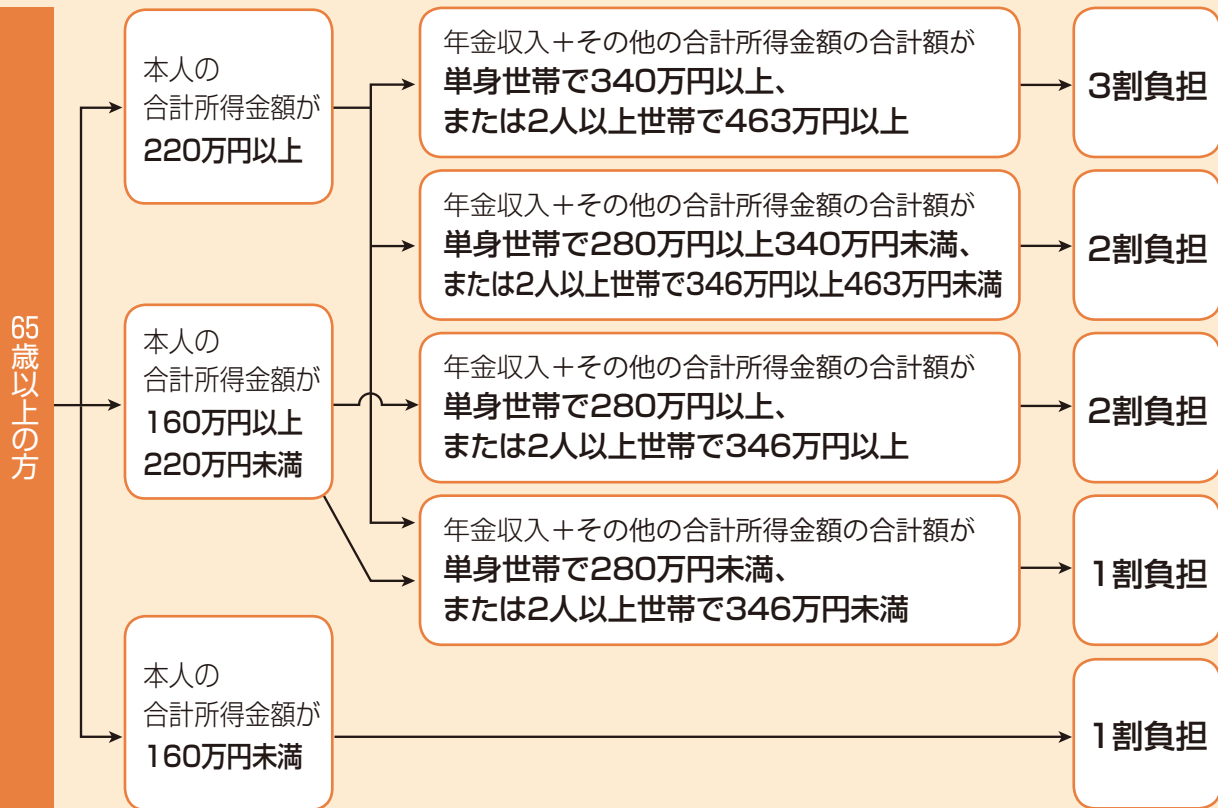 65歳以上の方
本人の
合計所得金額が
220万円以上
年金収入+その他の合計所得金額の合計額が
単身世帯で340万円以上、
または2人以上世帯で463万円以上
3割負担
年金収入+その他の合計所得金額の合計額が
単身世帯で280万円以上340万円未満、
または2人以上世帯で346万円以上463万円未満
2割負担
本人の
合計所得金額が
160万円以上
220万円未満
年金収入+その他の合計所得金額の合計額が
単身世帯で280万円以上、
または2人以上世帯で346万円以上
2割負担
年金収入+その他の合計所得金額の合計額が
単身世帯で280万円未満、
または2人以上世帯で346万円未満
1割負担
本人の
合計所得金額が
160万円未満
1割負担